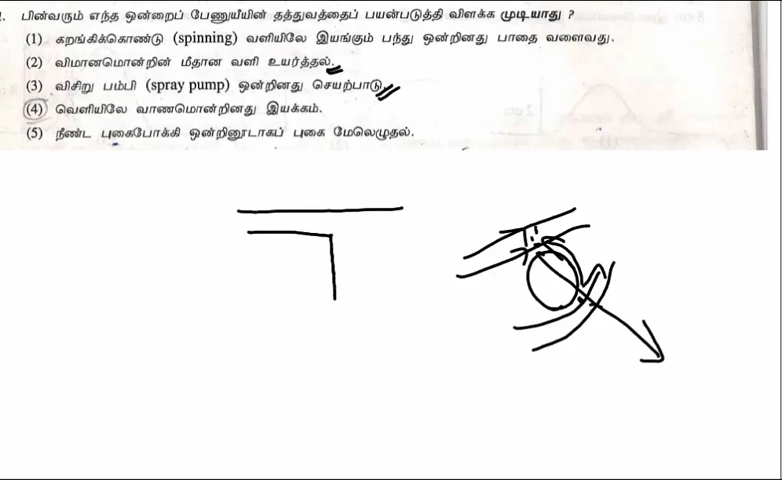 பின்வரும் எந்த ஒன்றைப் பேணுயீயின் தத்துவத்தைப் பயன்படுத்தி விளக்க முடியாது ?
(1) கறங்கிக்கொண்டு (spinning) வளியிலே இயங்கும் பந்து ஒன்றினது பாதை வளைவது.
(2) விமானமொன்றின் மீதான வளி உயர்த்தல்.
(3) விசிறு பம்பி (spray pump) ஒன்றினது செயற்பாடு.
(4) வெளியிலே வாணமொன்றினது இயக்கம்.
(5) நீண்ட புகைபோக்கி ஒன்றினூடாகப் புகை மேலெழுதல்.